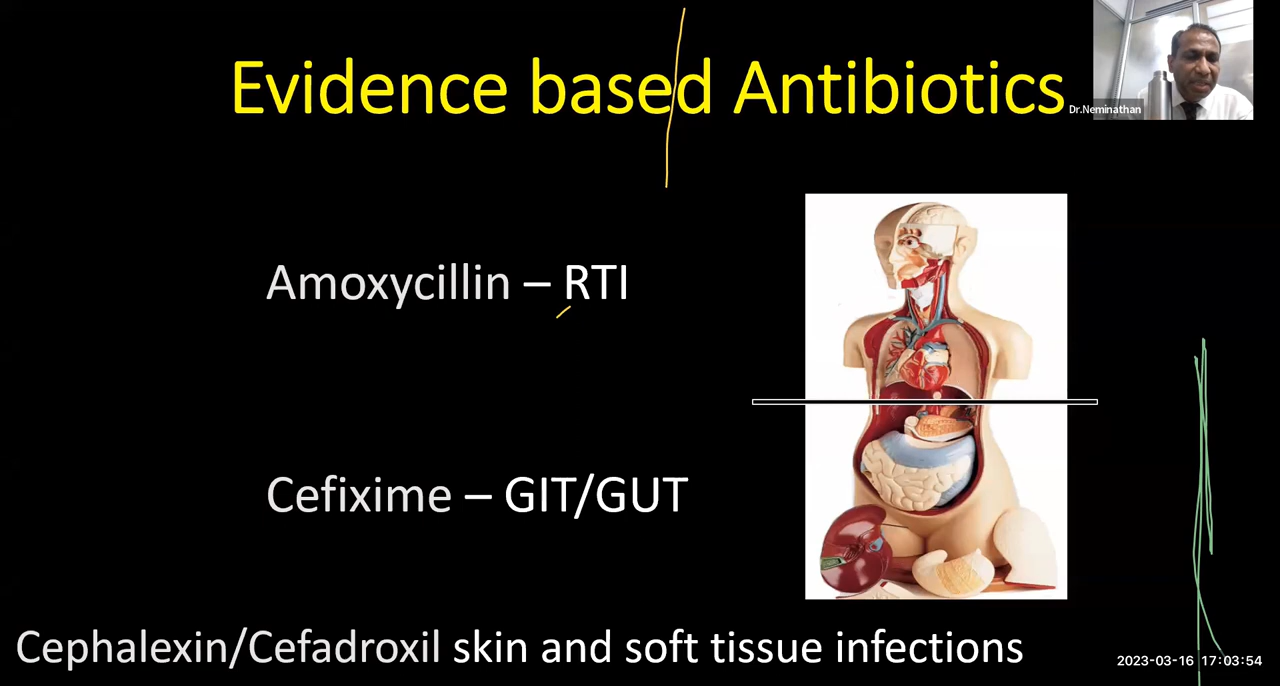 Evidence based Antibiotics
Dr.Neminathan
Amoxycillin – RTI
Cefixime – GIT/GUT
Cephalexin/Cefadroxil skin and soft tissue infections
2023-03-16 17:03:54